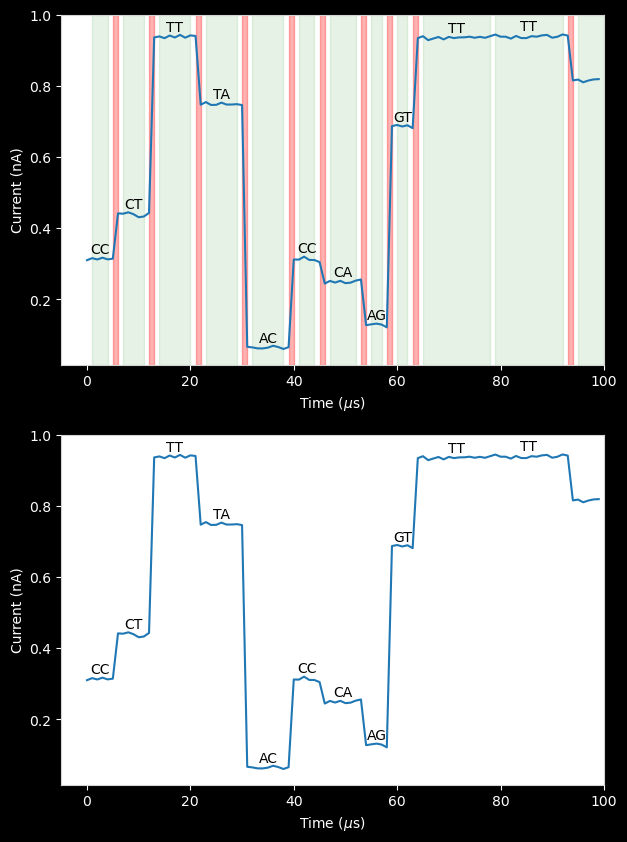 1.0
0.8
0.6
0.4
0.2
Current (nA)
CC
CT
TT
TA
AC
CC
CA
AG
GT
TT
TT
0 20 40 60 80 100
Time (μs)
1.0
0.8
0.6
0.4
0.2
Current (nA)
CC
CT
TT
TA
AC
CC
CA
AG
GT
TT
TT
0 20 40 60 80 100
Time (μs)